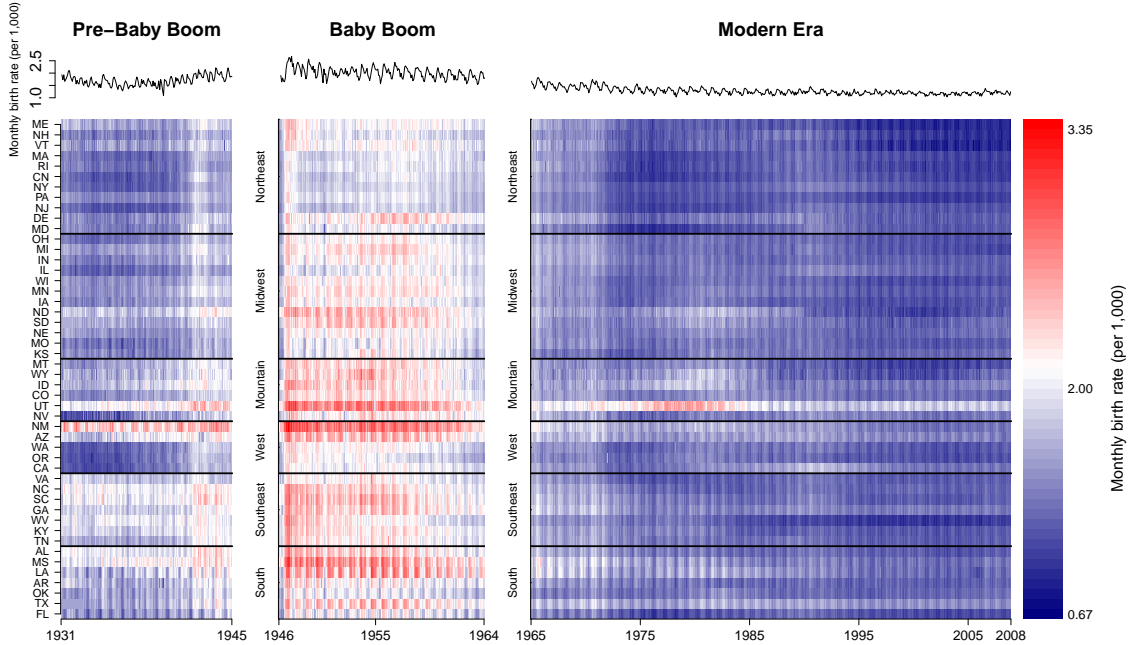 Pre−Baby Boom
Baby Boom
Modern Era
Monthly birth rate (per 1,000)
2.5
1.0
ME
NH
VT
MA
RI
CN
NY
PA
NJ
DE
MD
OH
MI
IN
IL
WI
MN
IA
ND
SD
NE
MO
KS
MT
WY
ID
CO
UT
NV
NM
AZ
WA
OR
CA
VA
NC
SC
GA
WV
KY
TN
AL
MS
LA
AR
OK
TX
FL
Northeast
Midwest
Mountain
West
Southeast
South
Northeast
Midwest
Mountain
West
Southeast
South
1931
1945
1946
1955
1964
1965
1975
1985
1995
2005
2008
3.35
2.00
0.67
Monthly birth rate (per 1,000)